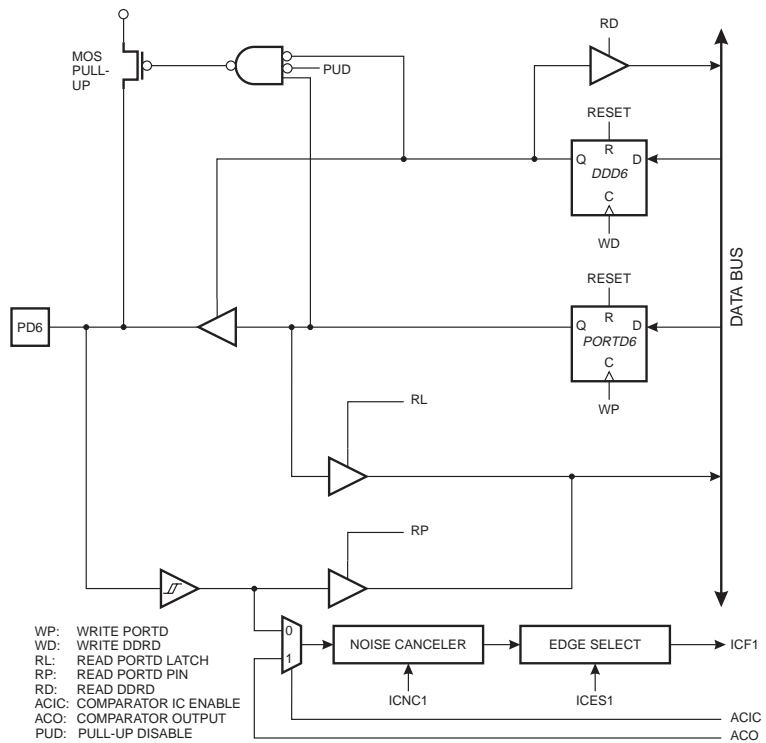 RD
MOS
PULL-
UP
PUD
RESET
R
Q
D
DDD6
C
WD
DATA BUS
RESET
R
PD6
Q
D
PORTD6
C
WP
RL
RP
0
1
NOISE CANCELER
EDGE SELECT
ICF1
ICNC1
ICES1
ACIC
ACO
WP: WRITE PORTD
WD: WRITE DDRD
RL: READ PORTD LATCH
RP: READ PORTD PIN
RD: READ DDRD
ACIC: COMPARATOR IC ENABLE
ACO: COMPARATOR OUTPUT
PUD: PULL-UP DISABLE